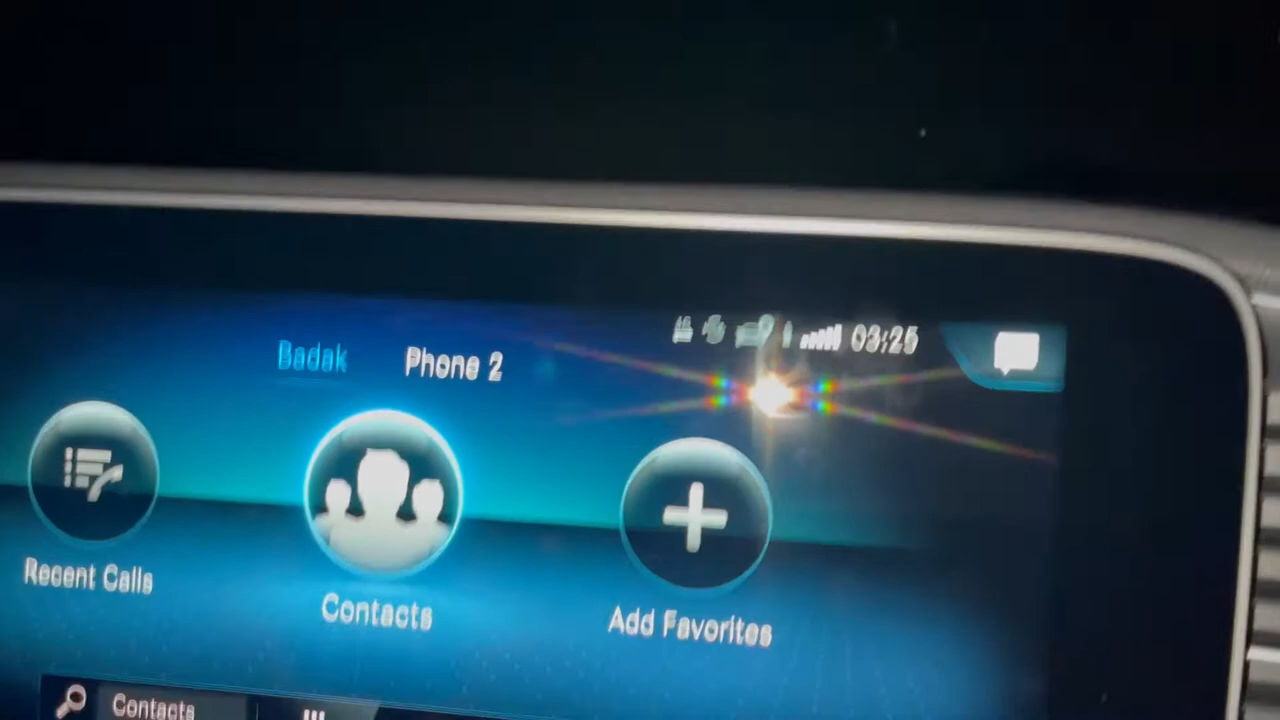 03:25
Badak Phone 2
Recent Calls
Contacts
Add Favorites
Contacts